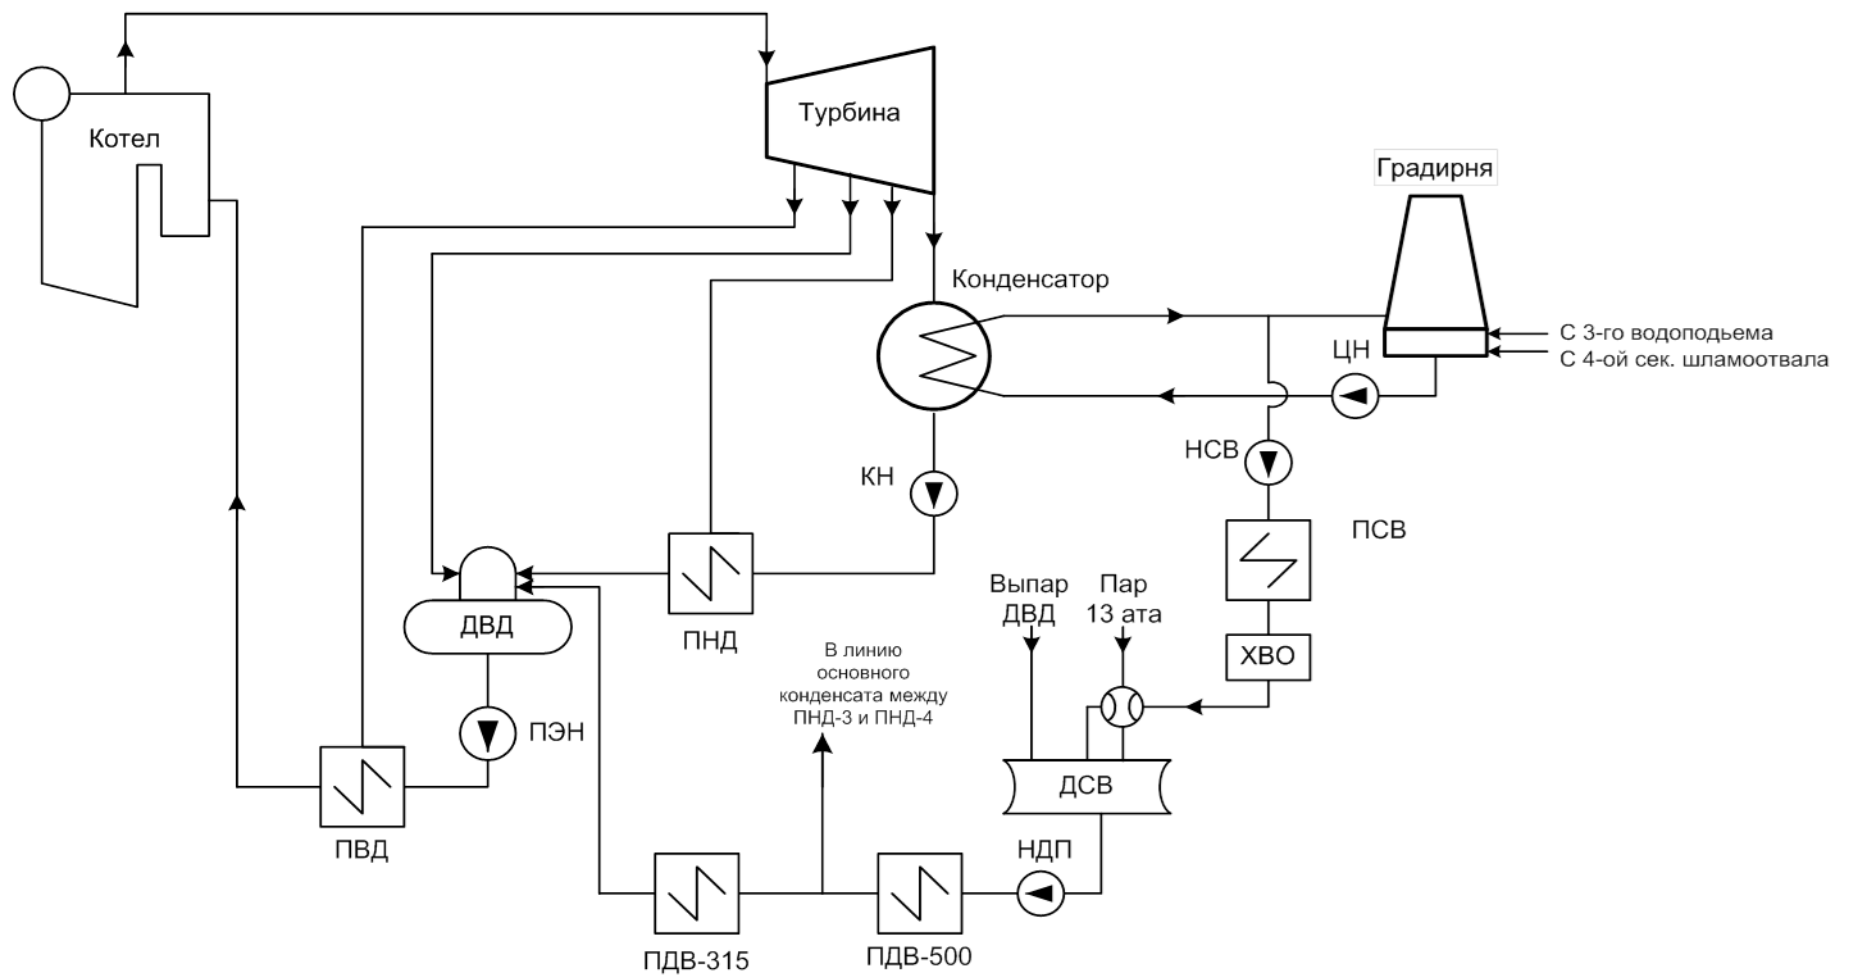 Турбина
Котел
Градирня
Конденсатор
С 3-го водоподьема
С 4-ой сек. шламоотвала
ЦН
НСВ
КН
ПСВ
Выпар
ДВД
Пар
13 ата
ДВД
ПНД
ХВО
В линию
основного
конденсата между
ПНД-3 и ПНД-4
ПЭН
ДСВ
ПВД
НДП
ПДВ-315
ПДВ-500